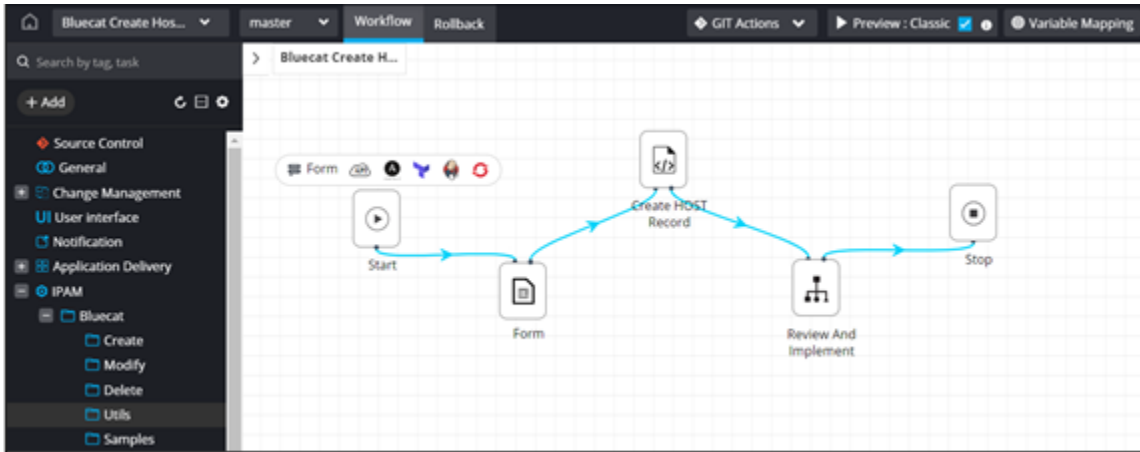 Bluecat Create Hos...
master
Workflow
Rollback
GIT Actions
Preview : Classic
Variable Mapping
Search by tag, task
Bluecat Create H...
+ Add
Source Control
General
Change Management
UI User interface
Notification
Application Delivery
IPAM
Bluecat
Create
Modify
Delete
Utils
Samples
Form
Start
Form
Create HOST
Record
Review And
Implement
Stop